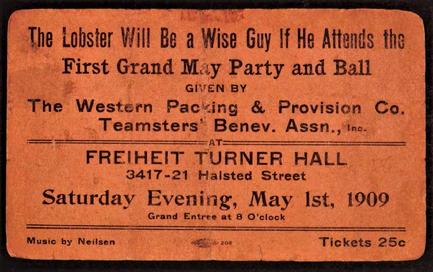 The Lobster Will Be a Wise Guy If He Attends the
First Grand May Party and Ball
GIVEN BY
The Western Packing & Provision Co.
Teamsters' Benev. Assn., Inc.
AT
FREIHEIT TURNER HALL
3417-21 Halsted Street
Saturday Evening, May 1st, 1909
Grand Entree at 8 O'clock
Music by Neilsen 208 Tickets 25c